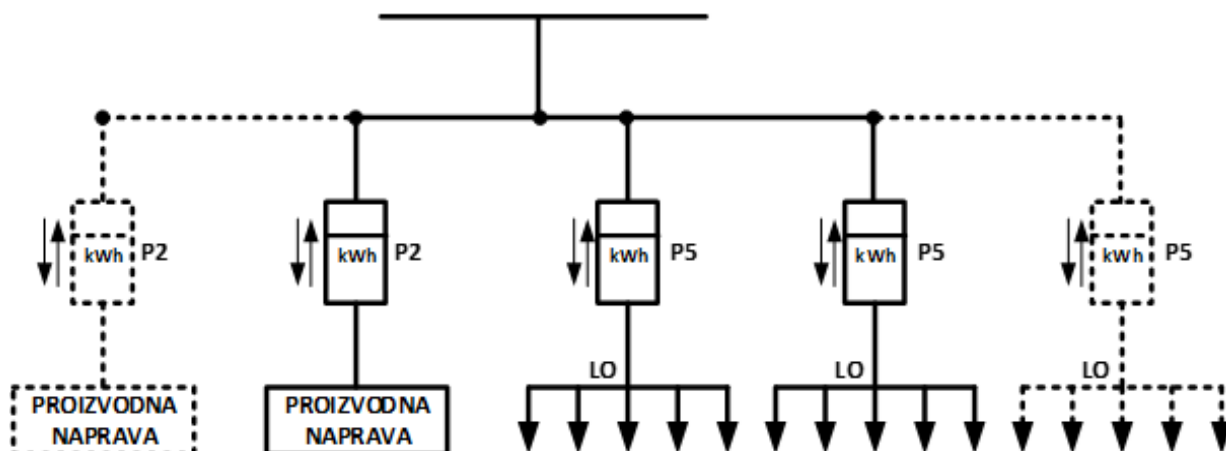 kWh P2 kWh P2 kWh P5 kWh P5 kWh P5
LO LO LO
PROIZVODNA PROIZVODNA
NAPRAVA NAPRAVA